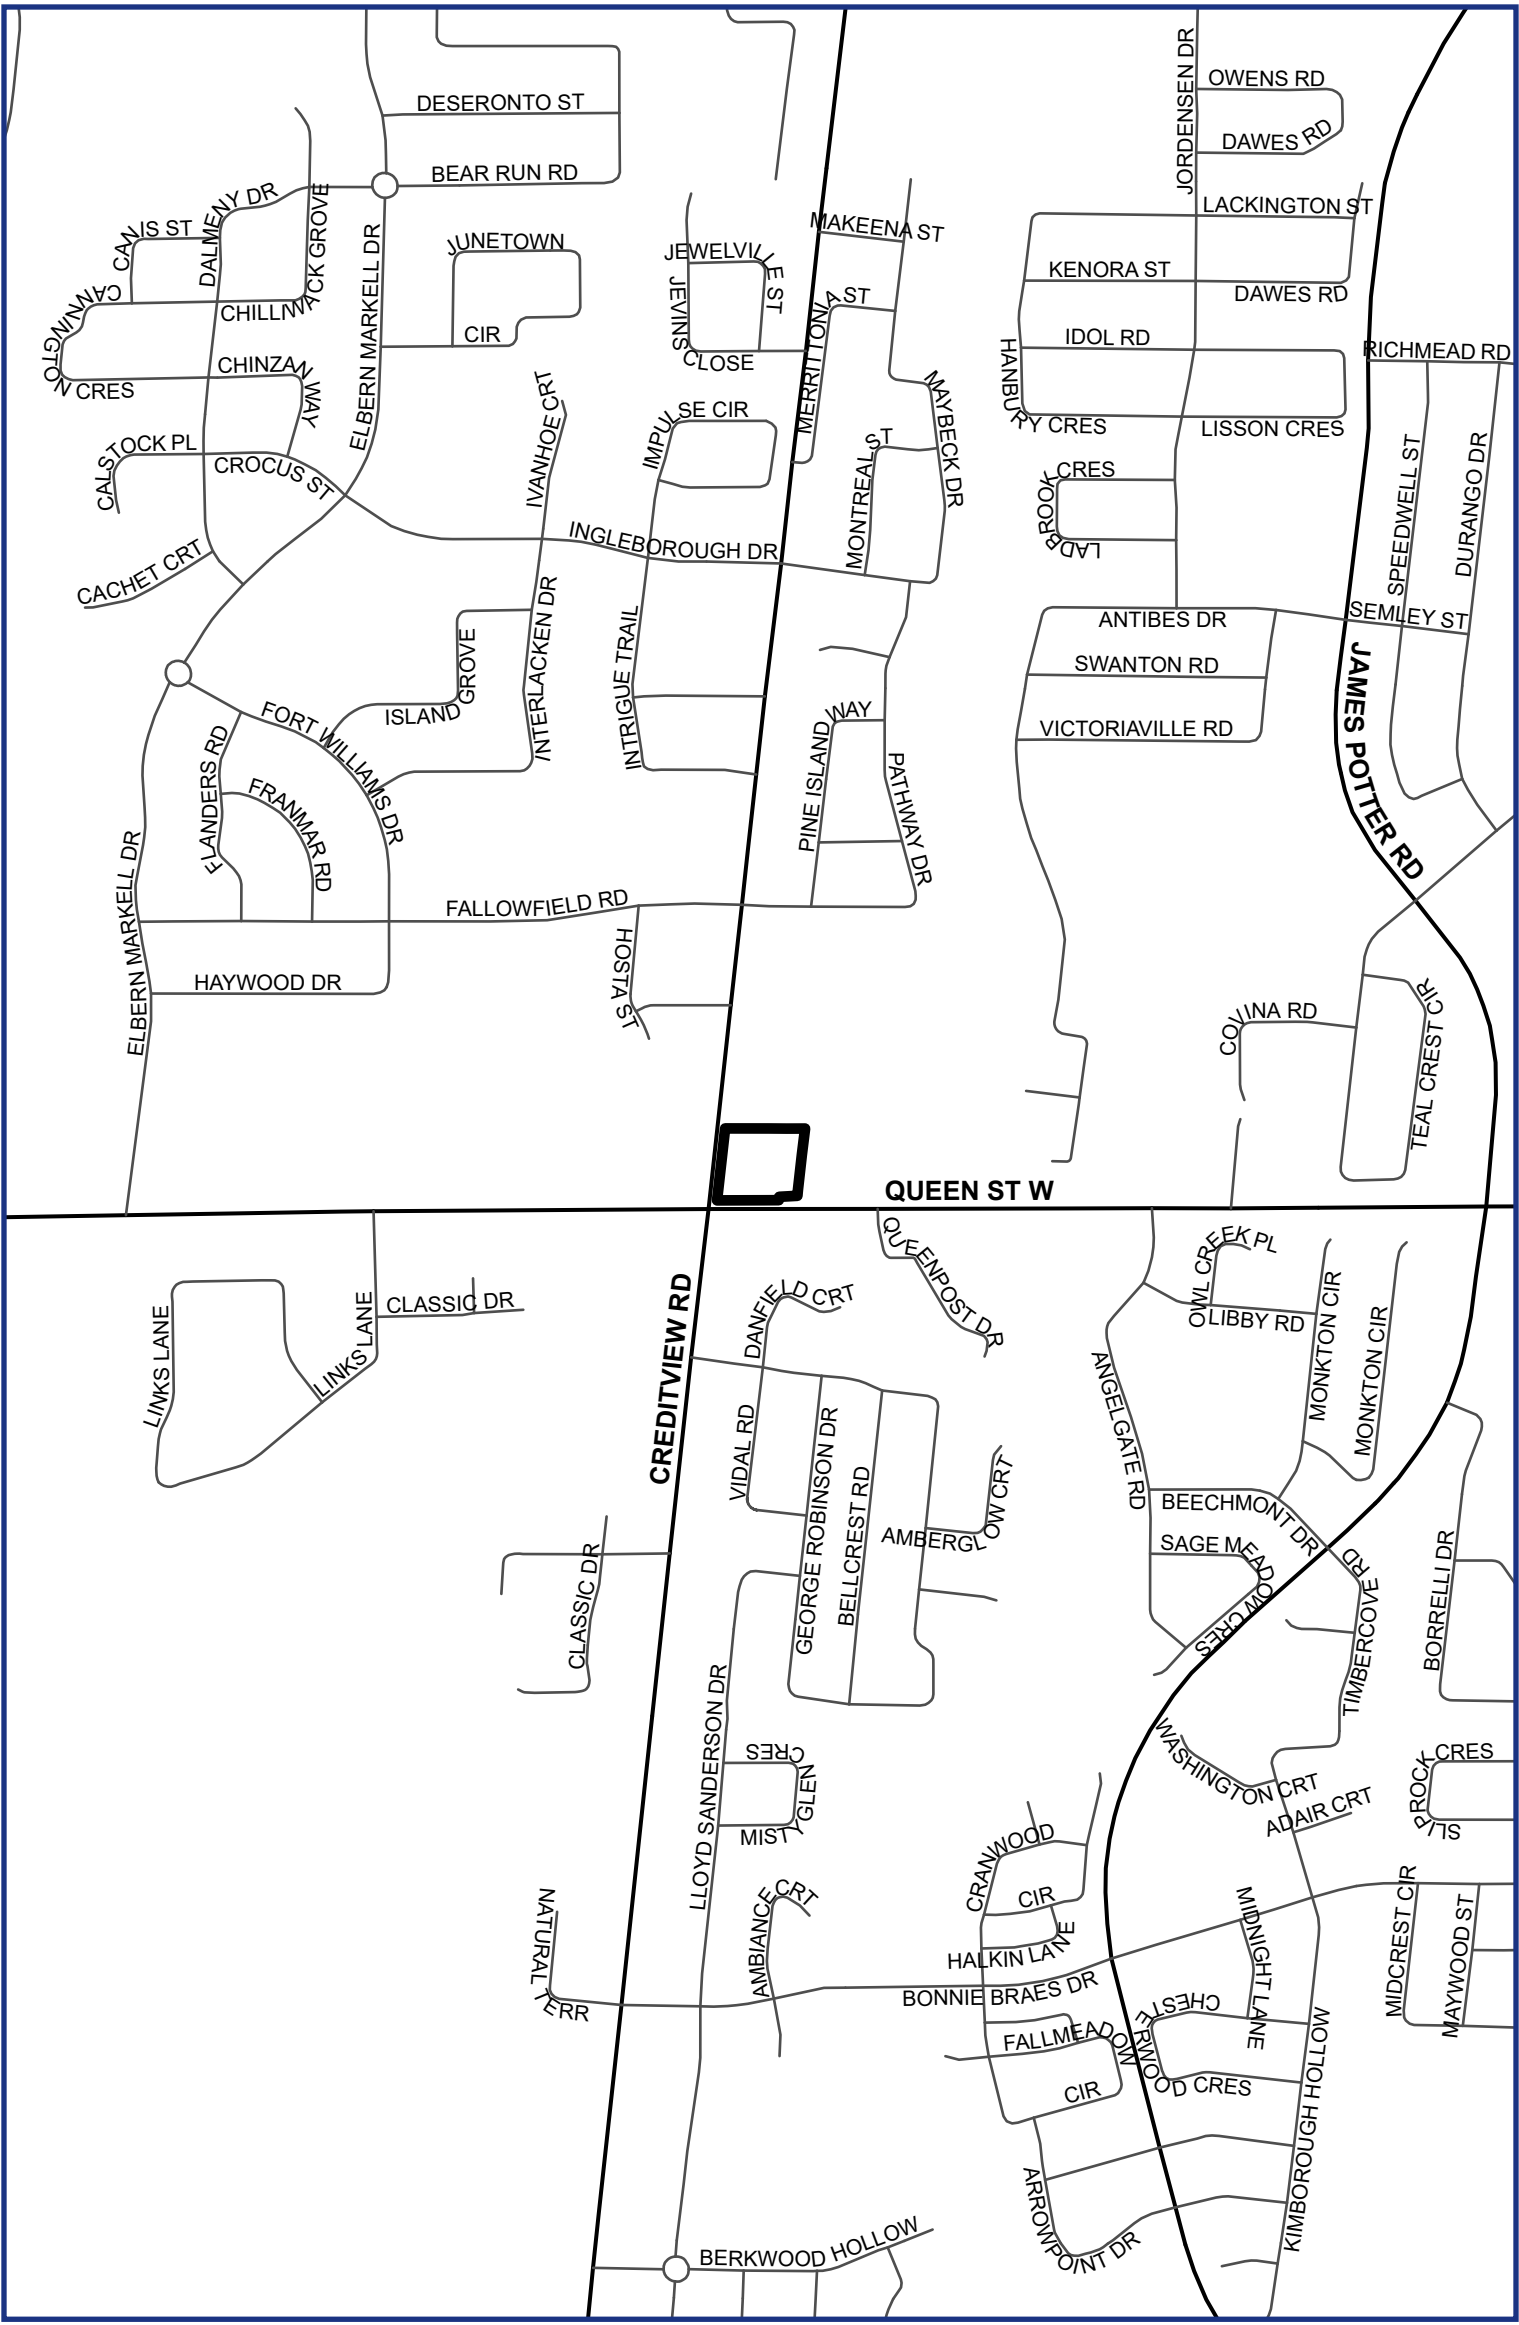 JORDENSEN DR
OWENS RD
DESERONTO ST
DAWES RD
BEAR RUN RD
DALMENY DR
CANIS ST
LACKINGTON ST
MAKEENA ST
JUNETOWN
CIR
JEWELVILLE ST
JEVINS
CLOSE
KENORA ST
DAWES RD
CHILLIWACK GROVE
CANNINGTON CRES
ELBERN MARKELL DR
MERRITTONIA ST
IDOL RD
RICHMEAD RD
CHINZAN WAY
HANBURY CRES
LISSON CRES
IVANHOE CRT
IMPULSE CIR
MAYBECK DR
MONTREAL ST
CALSTOCK PL
CROCUS ST
LADBROOK CRES
SPEEDWELL ST
DURANGO DR
INGLEBOROUGH DR
CACHET CRT
ANTIBES DR
SEMLEY ST
ISLAND GROVE
INTERLACKEN DR
INTRIGUE TRAIL
SWANTON RD
JAMES POTTER RD
FORT WILLIAMS DR
PINE ISLAND WAY
VICTORIAVILLE RD
FLANDERS RD
FRANMAR RD
PATHWAY DR
ELBERN MARKELL DR
FALLOWFIELD RD
HOSTA ST
HAYWOOD DR
ELBERN MARKELL DR
COVINA RD
TEAL CREST CIR
QUEEN ST W
QUEENPOST DR
OWL CREEK PL
LIBBY RD
MONKTON CIR
MONKTON CIR
LINKS LANE
LINKS LANE
CLASSIC DR
DANFIELD CRT
CREDITVIEW RD
ANGELGATE RD
VIDAL RD
GEORGE ROBINSON DR
BELLCREST RD
AMBERGLOW CRT
BEECHMONT DR
SAGE MEADOW CRES
CLASSIC DR
TIMBERCOVE RD
BORRELLI DR
LLOYD SANDERSON DR
MISTYGLEN CRES
WASHINGTON CRT
ADAIR CRT
SLIPROCK CRES
CRANWOOD
CIR
HALKIN LANE
NATURAL TERR
AMBIANCE CRT
BONNIE BRAES DR
MIDNIGHT LANE
MIDCREST CIR
MAYWOOD ST
CHESTERWOOD CRES
FALLMEADOW
CIR
KIMBOROUGH HOLLOW
ARROWPOINT DR
BERKWOOD HOLLOW